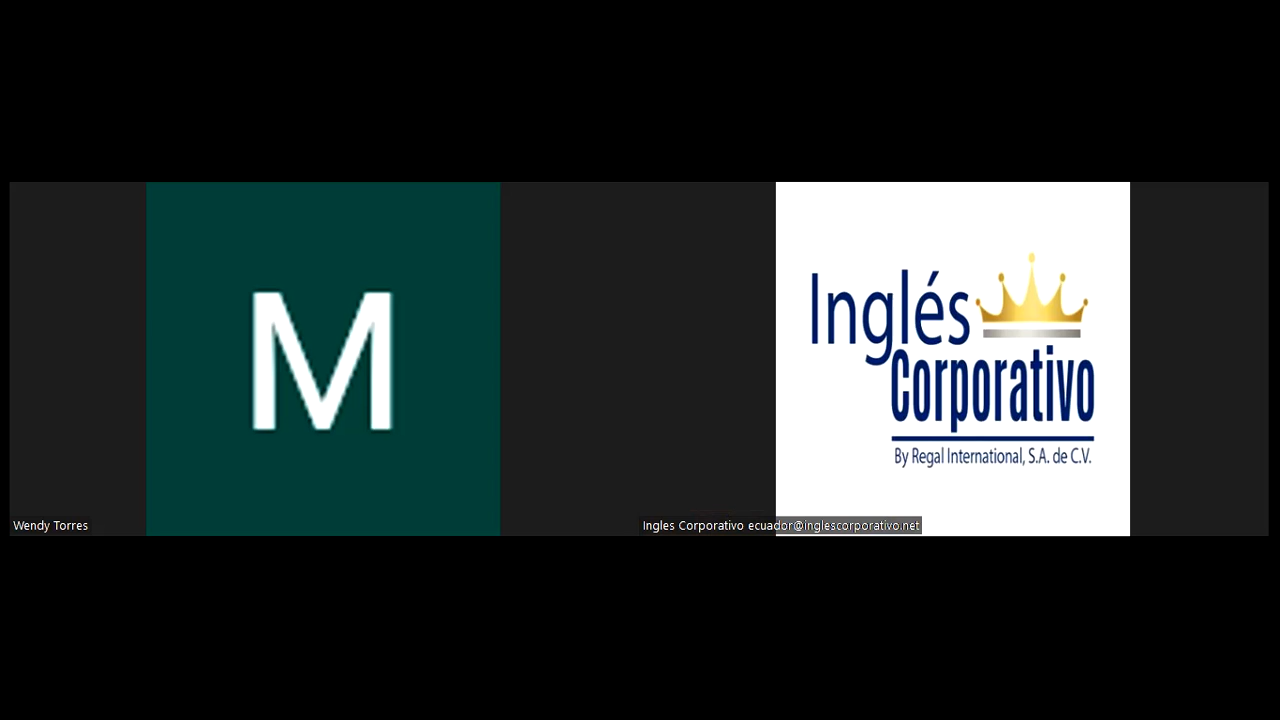 M
Wendy Torres
Inglés
Corporativo
By Regal International, S.A. de C.V.
Ingles Corporativo ecuador@inglescorporativo.net